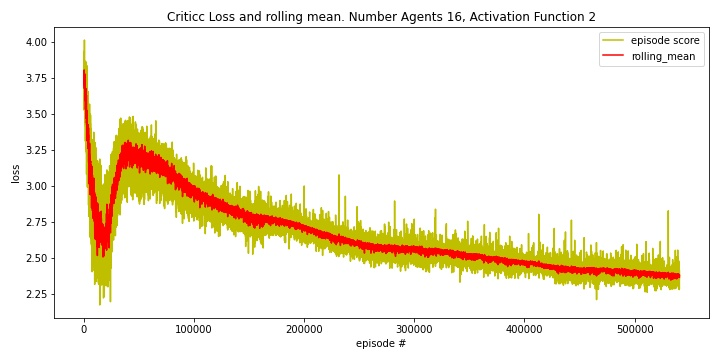 Criticc Loss and rolling mean. Number Agents 16, Activation Function 2
episode score
rolling_mean
loss
4.00
3.75
3.50
3.25
3.00
2.75
2.50
2.25
0 100000 200000 300000 400000 500000
episode #